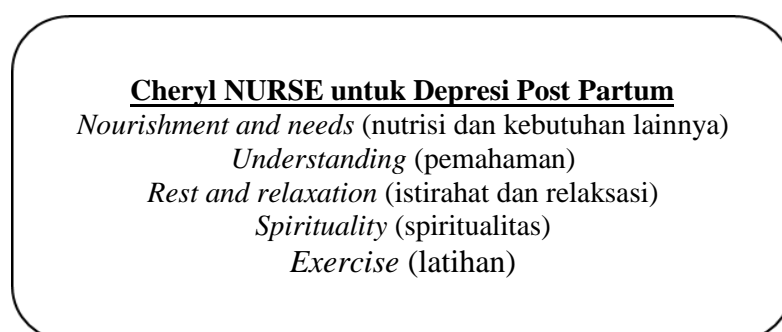 Cheryl NURSE untuk Depresi Post Partum
Nourishment and needs (nutrisi dan kebutuhan lainnya)
Understanding (pemahaman)
Rest and relaxation (istirahat dan relaksasi)
Spirituality (spiritualitas)
Exercise (latihan)